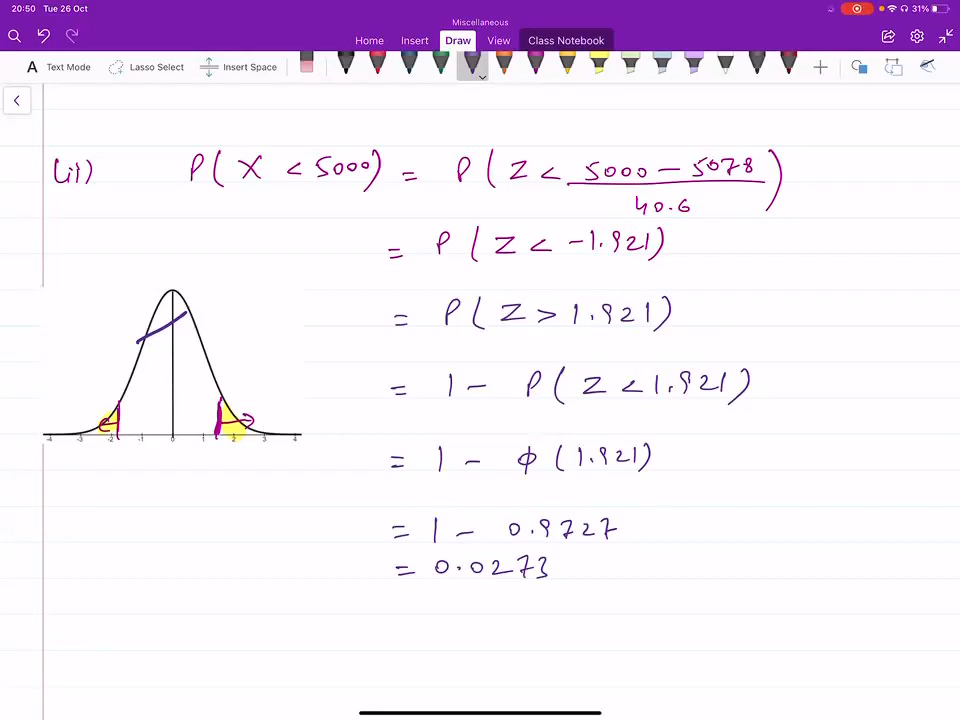 20:50 Tue 26 Oct
31%
Miscellaneous
Home Insert Draw View Class Notebook
A Text Mode Lasso Select Insert Space
(ii) P( X < 5000) = P( Z < 5000 - 5078
40.6 )
= P ( Z < -1.921)
= P( Z > 1.921)
= 1 - P( Z < 1.921)
= 1 - φ (1.921)
= 1 - 0.9727
= 0.0273
-4 -3 -2 -1 0 1 2 3 4